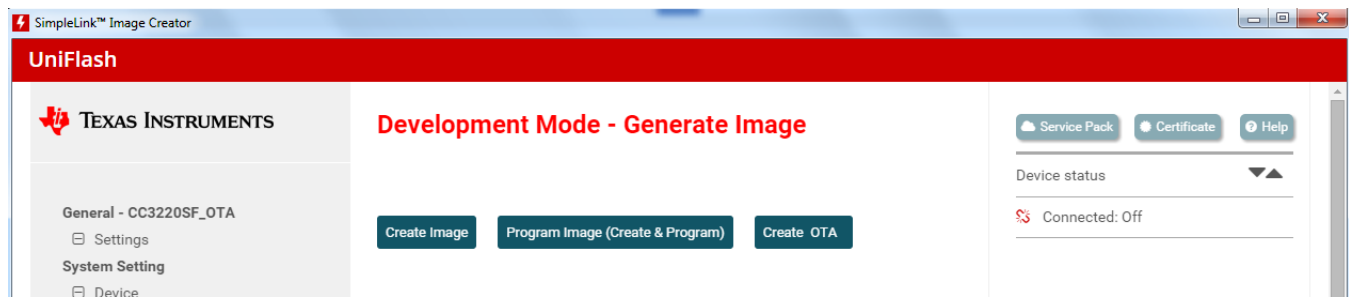 SimpleLink™ Image Creator
UniFlash
TEXAS INSTRUMENTS
General - CC3220SF_OTA
Settings
System Setting
Device
Development Mode - Generate Image
Create Image
Program Image (Create & Program)
Create OTA
Service Pack
Certificate
Help
Device status
Connected: Off